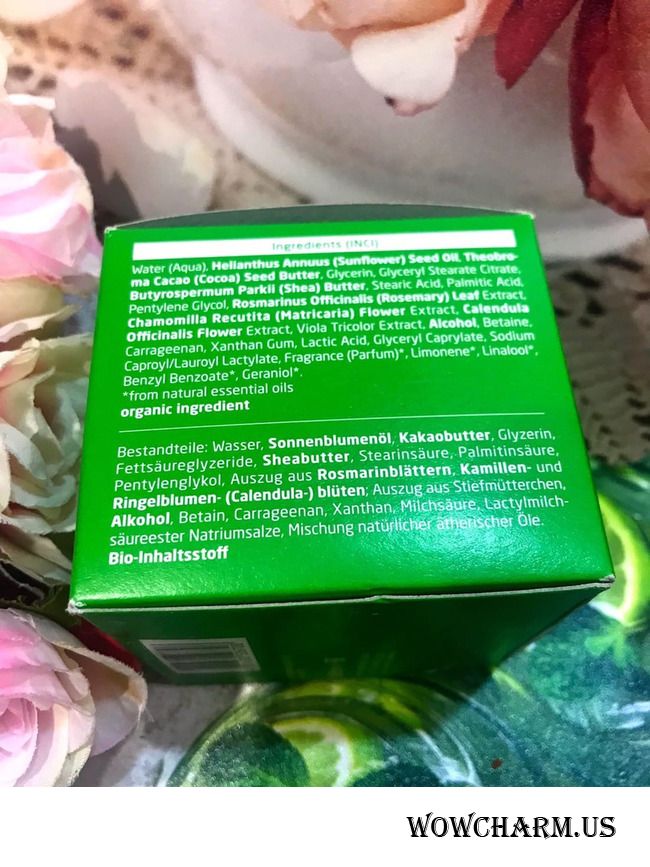 Ingredients (INCI)
Water (Aqua), Helianthus Annuus (Sunflower) Seed Oil, Theobro-
ma Cacao (Cocoa) Seed Butter, Glycerin, Glyceryl Stearate Citrate,
Butyrospermum Parkii (Shea) Butter, Stearic Acid, Palmitic Acid,
Pentylene Glycol, Rosmarinus Officinalis (Rosemary) Leaf Extract,
Chamomilla Recutita (Matricaria) Flower Extract, Calendula
Officinalis Flower Extract, Viola Tricolor Extract, Alcohol, Betaine,
Carrageenan, Xanthan Gum, Lactic Acid, Glyceryl Caprylate, Sodium
Caproyl/Lauroyl Lactylate, Fragrance (Parfum)*, Limonene*, Linalool*,
Benzyl Benzoate*, Geraniol*.
*from natural essential oils
organic ingredient
Bestandteile: Wasser, Sonnenblumenöl, Kakaobutter, Glyzerin,
Fettsäureglyzeride, Sheabutter, Stearinsäure, Palmitinsäure,
Pentylenglykol, Auszug aus Rosmarinblättern, Kamillen- und
Ringelblumen- (Calendula-) blüten; Auszug aus Stiefmütterchen,
Alkohol, Betain, Carrageenan, Xanthan, Milchsäure, Lactylmilch-
säureester Natriumsalze, Mischung natürlicher ätherischer Öle.
Bio-Inhaltsstoff
WOWCHARM.US